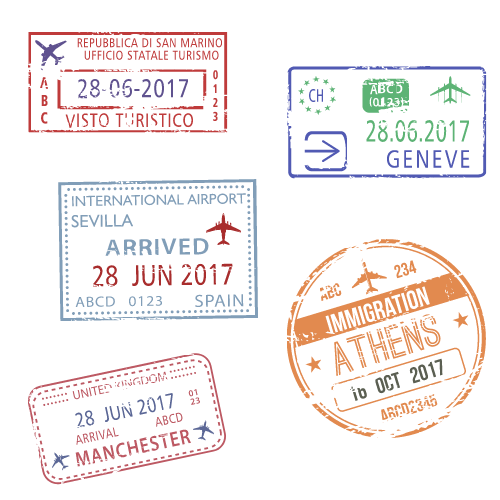 REPUBBLICA DI SAN MARINO
UFFICIO STATALE TURISMO
ABC
28-06-2017
0123
VISTO TURISTICO
CH
ABCD
(0123)
28.06.2017
GENEVE
INTERNATIONAL AIRPORT
SEVILLA
ARRIVED
28 JUN 2017
ABCD 0123 SPAIN
ABC 234
IMMIGRATION
ATHENS
16 OCT 2017
ABCD2345
UNITED KINGDOM
28 JUN 2017
01
23
ARRIVAL ABCD
MANCHESTER